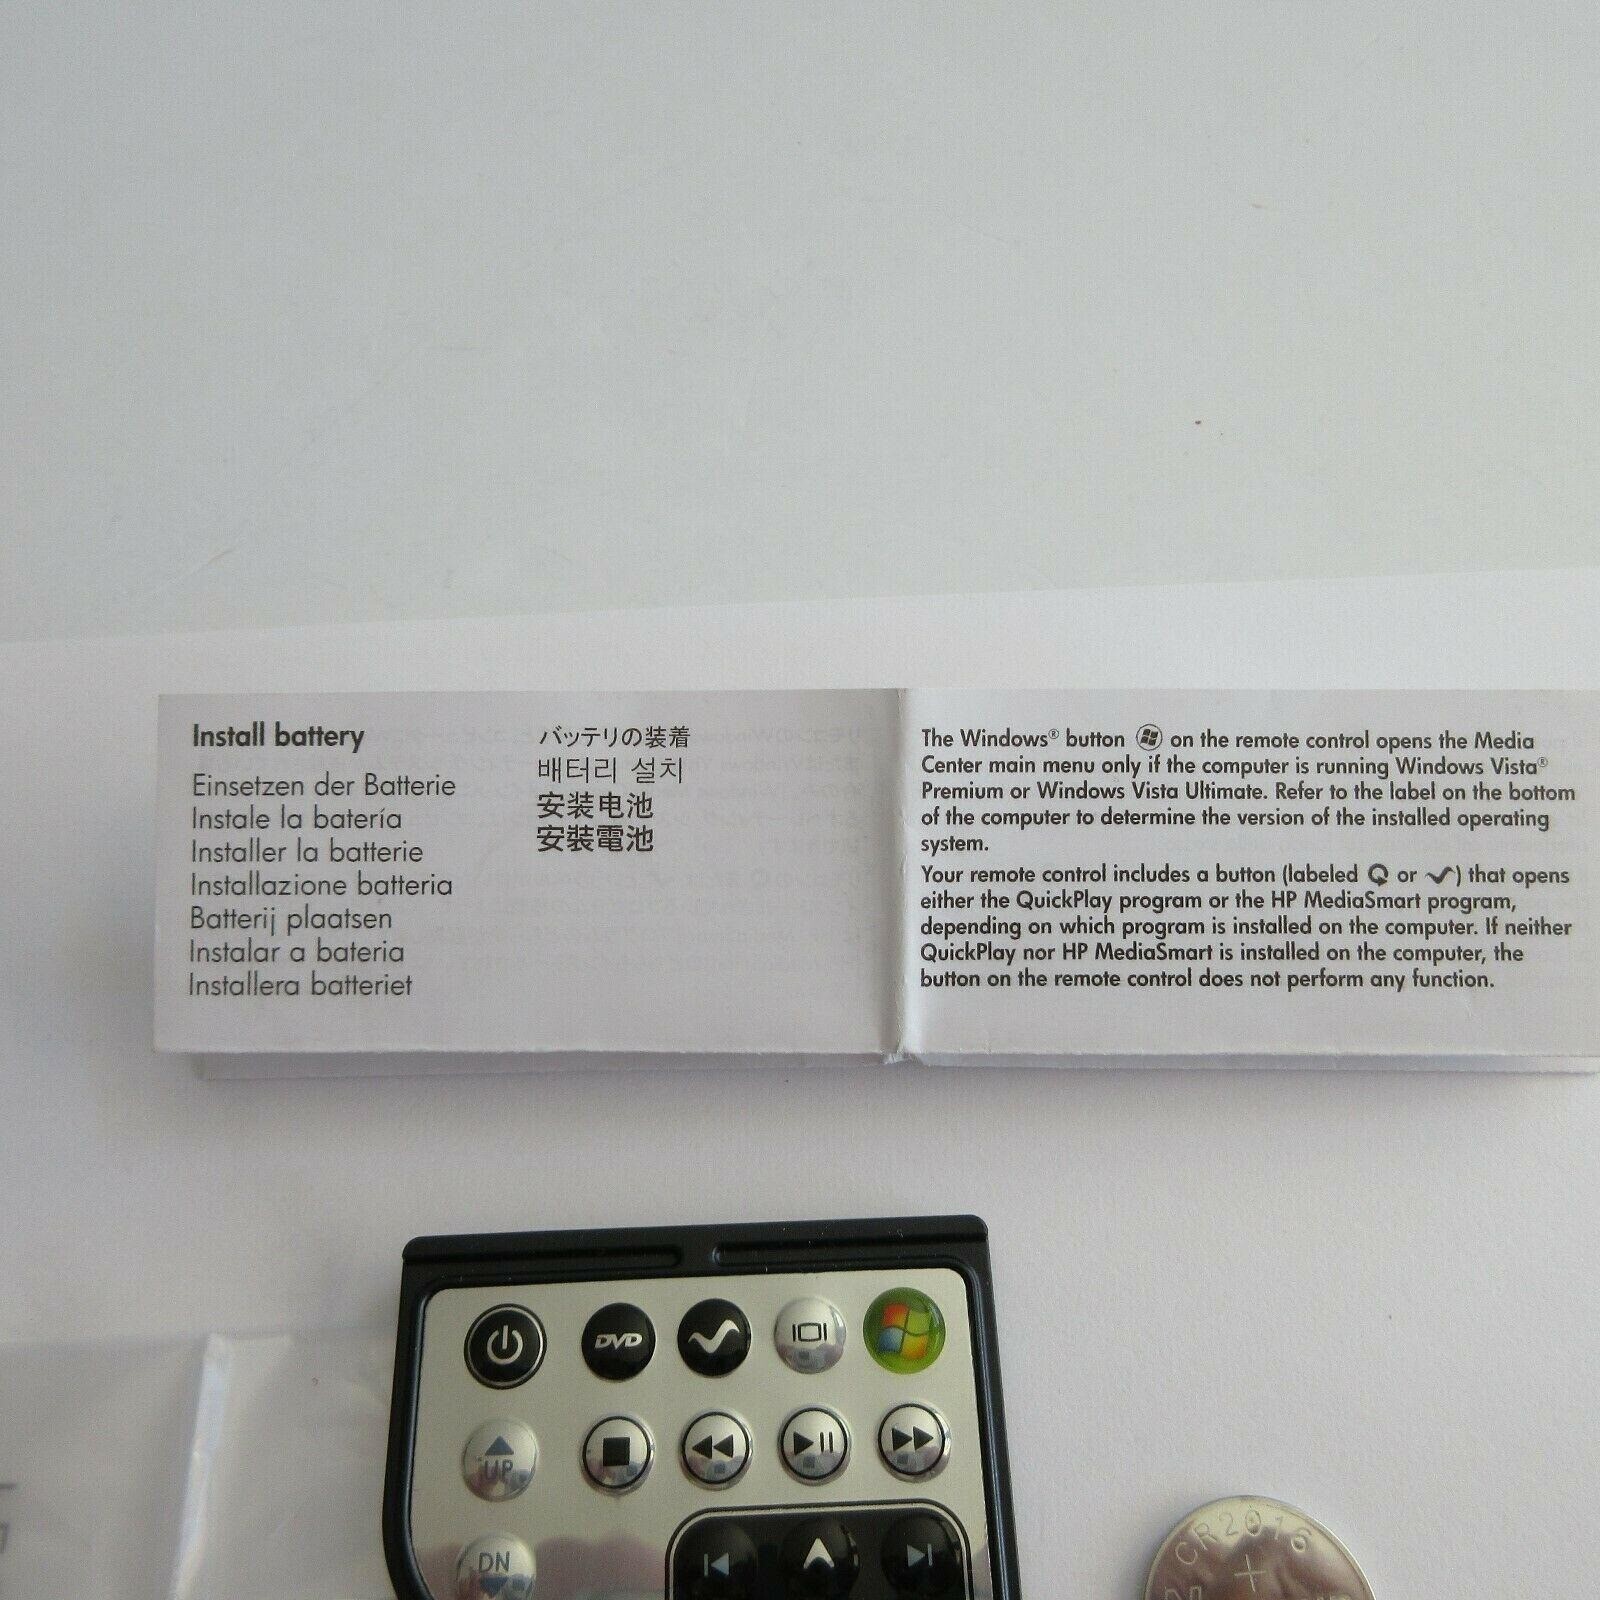 Install battery
Einsetzen der Batterie
Instale la batería
Installer la batterie
Installazione batteria
Batterij plaatsen
Instalar a bateria
Installera batteriet
バッテリの装着
배터리 설치
安装电池
安裝電池
The Windows® button on the remote control opens the Media
Center main menu only if the computer is running Windows Vista®
Premium or Windows Vista Ultimate. Refer to the label on the bottom
of the computer to determine the version of the installed operating
system.
Your remote control includes a button (labeled or ) that opens
either the QuickPlay program or the HP MediaSmart program,
depending on which program is installed on the computer. If neither
QuickPlay nor HP MediaSmart is installed on the computer, the
button on the remote control does not perform any function.
DVD
UP
DN
CR2016
+